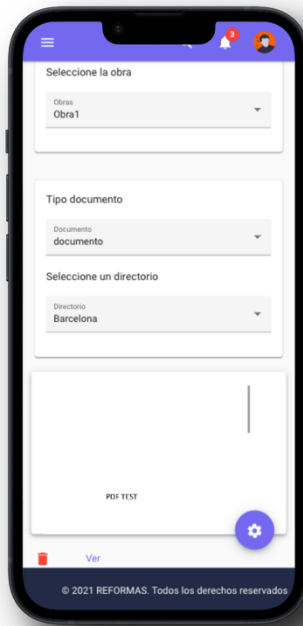 3
Seleccione la obra
Obras
Obra1
Tipo documento
Documento
documento
Seleccione un directorio
Directorio
Barcelona
PDF TEST
Ver
© 2021 REFORMAS. Todos los derechos reservados